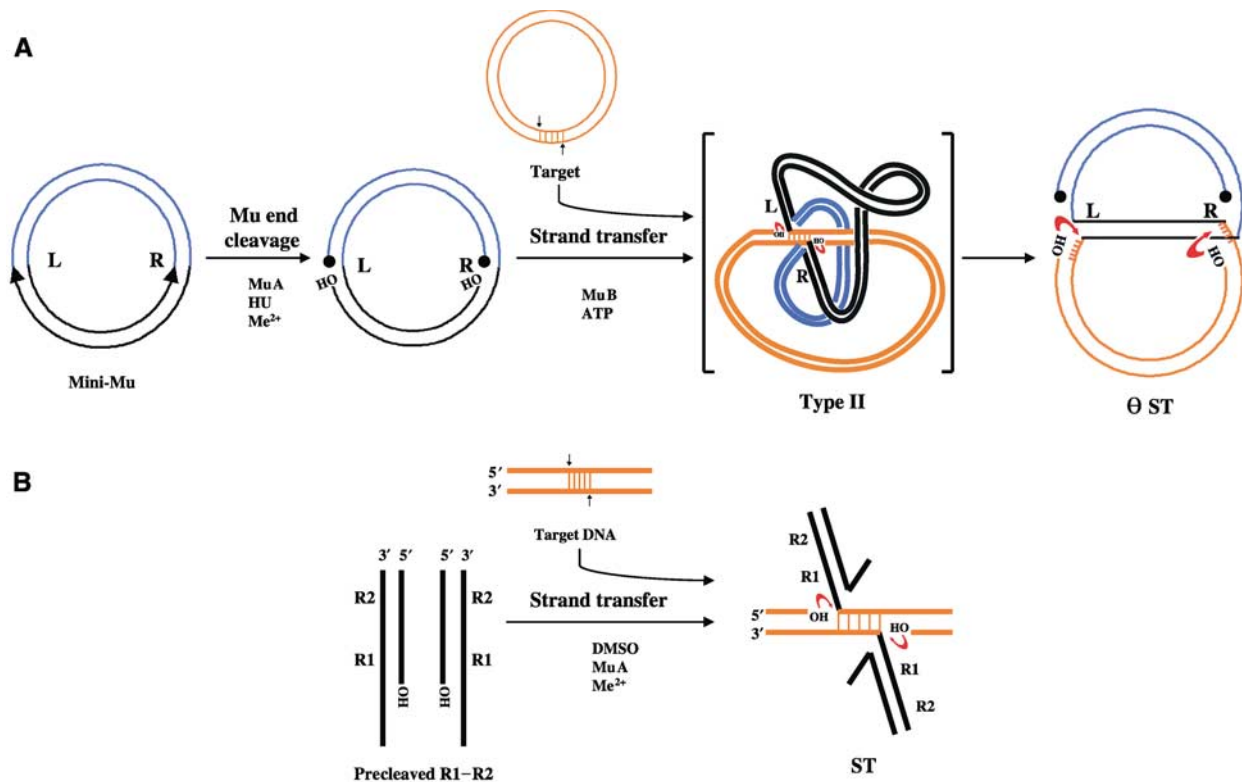 A
L R
Mini-Mu
Mu end
cleavage
MuA
HU
Me2+
L R
HO HO
Target
Strand transfer
MuB
ATP
L
OH HO
R
Type II
L R
HO HO
Θ ST
B
3′ 5′ 5′ 3′
R2 R2
R1 R1
HO HO
Precleaved R1–R2
5′
3′
Target DNA
Strand transfer
DMSO
MuA
Me2+
R2
R1
OH HO
5′
3′
R1
R2
ST